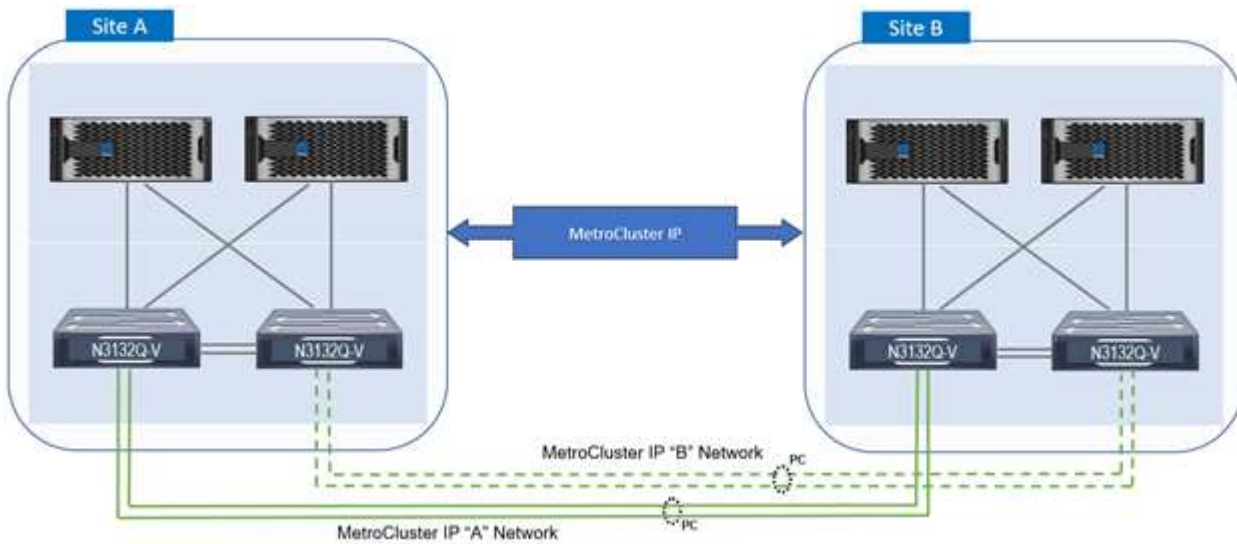 Site A
Site B
MetroCluster IP
N3132Q-V
N3132Q-V
N3132Q-V
N3132Q-V
MetroCluster IP “B” Network
PC
PC
MetroCluster IP “A” Network